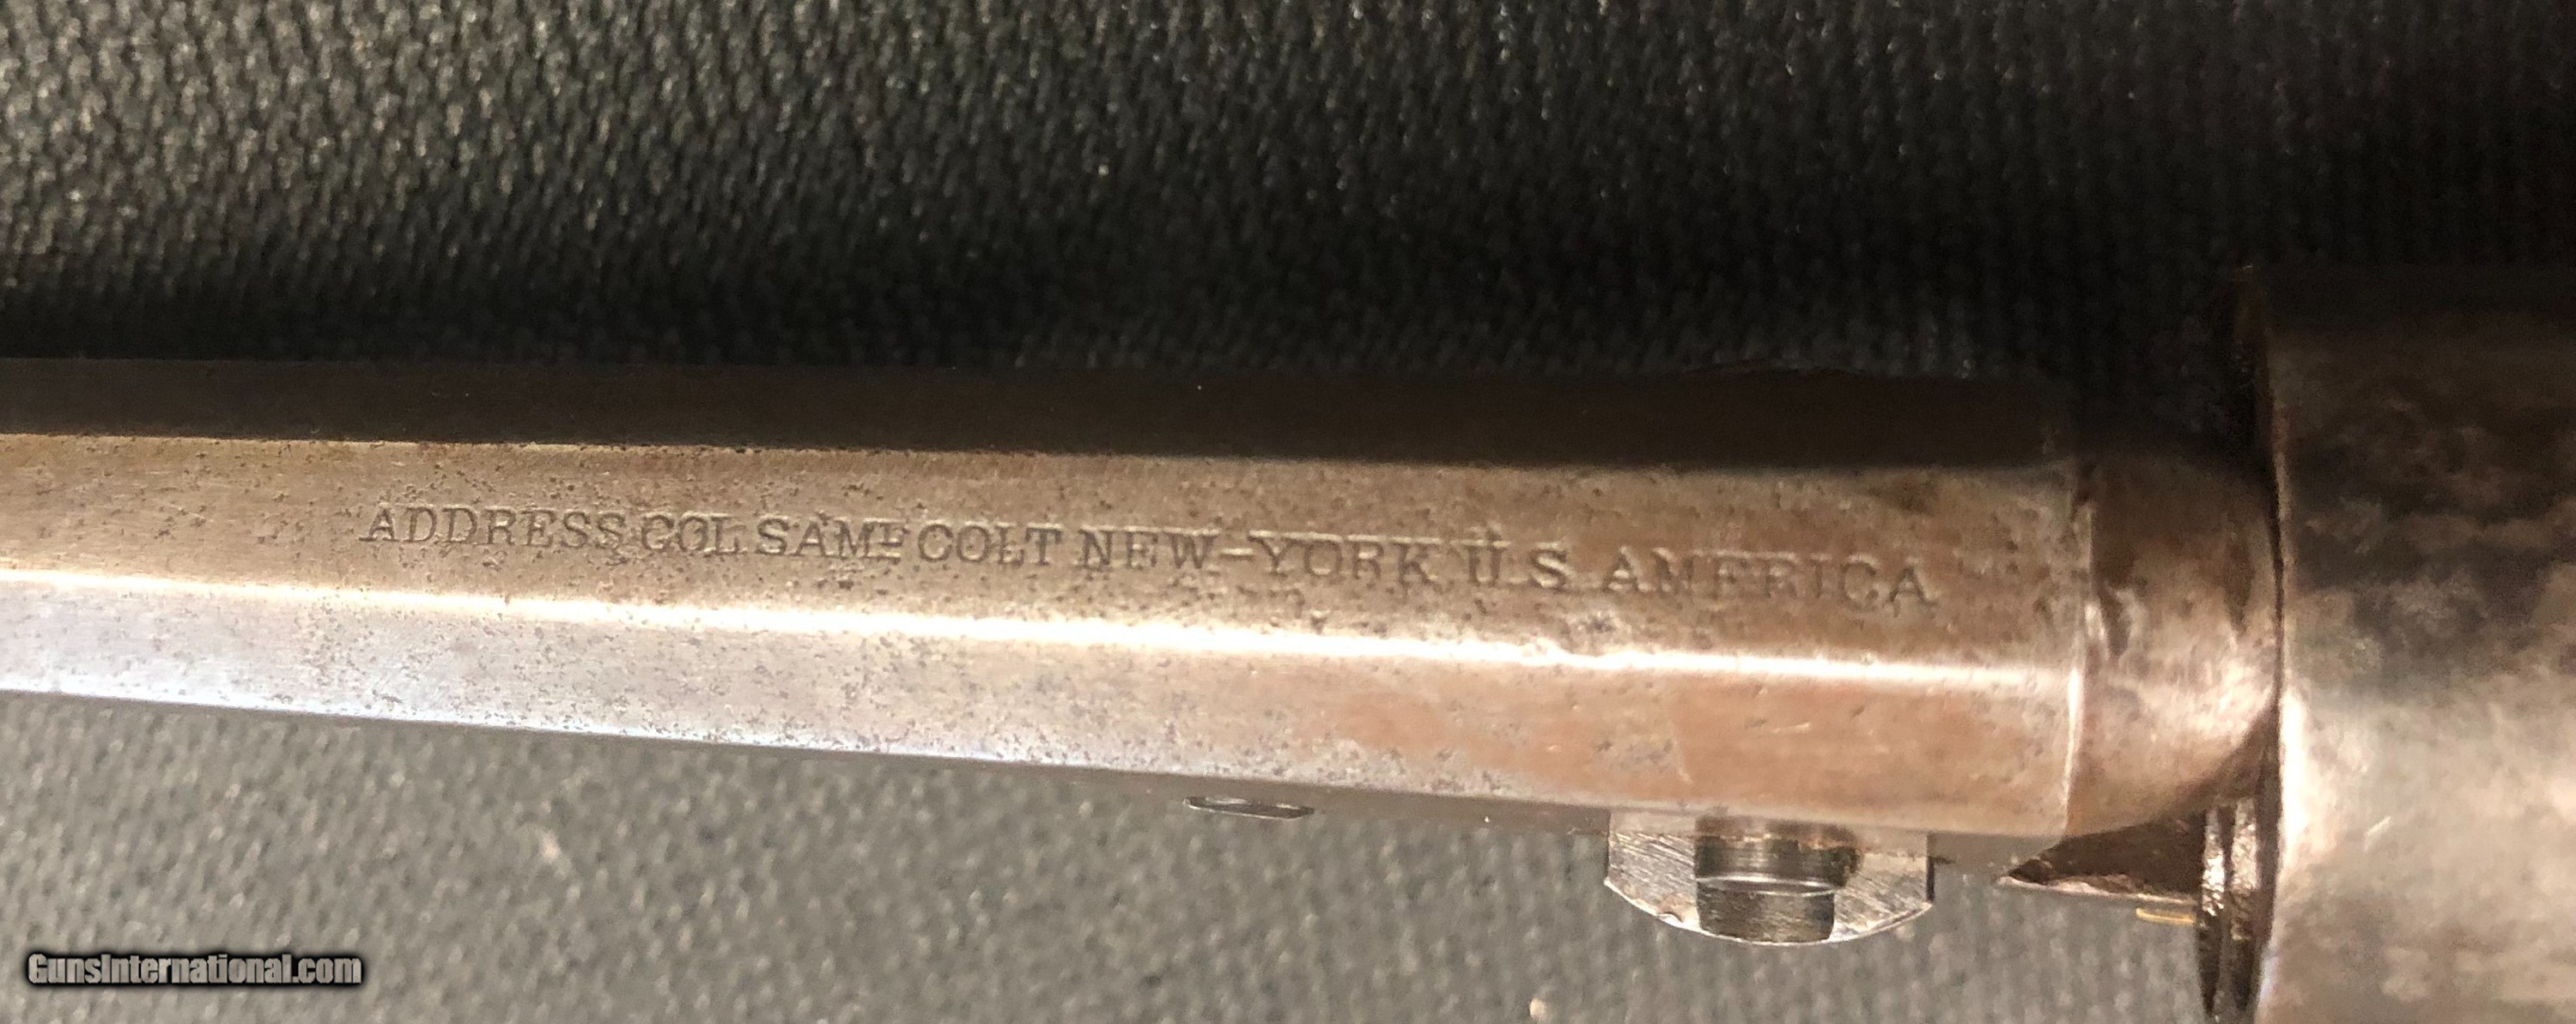 ADDRESS COL SAML COLT NEW-YORK U.S. AMERICA
GunsInternational.com